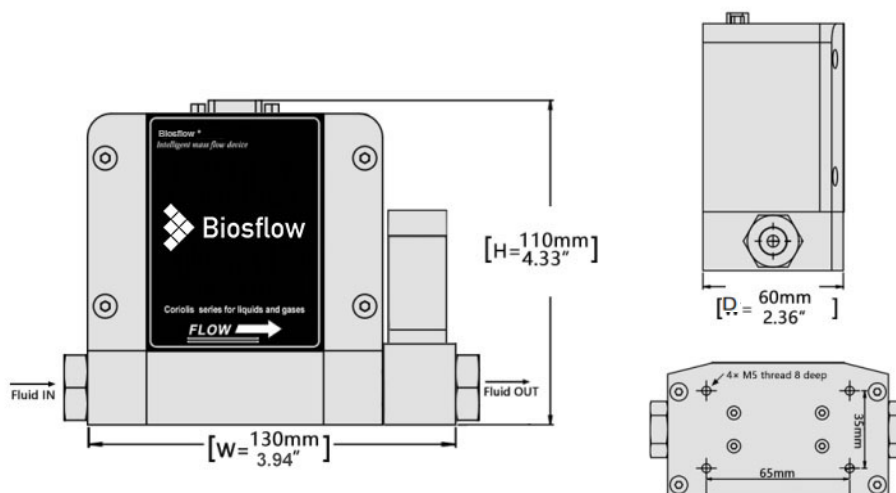 Biosflow®
Intelligent mass flow device
Biosflow
Coriolis series for liquids and gases
FLOW
Fluid IN
Fluid OUT
[H=110mm
4.33″]
[W=130mm
3.94″]
[D= 60mm
2.36″ ]
4× M5 thread 8 deep
35mm
65mm